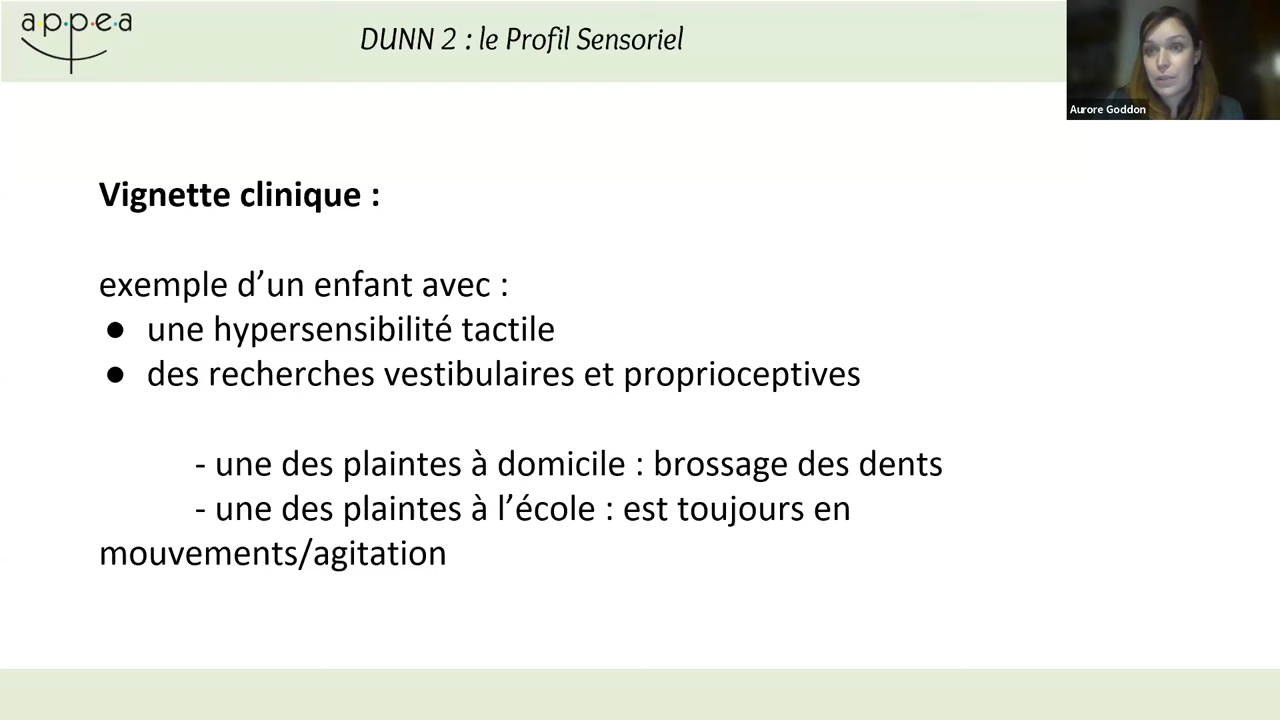 a·p·p·e·a
DUNN 2 : le Profil Sensoriel
Aurore Goddon
Vignette clinique :
exemple d’un enfant avec :
● une hypersensibilité tactile
● des recherches vestibulaires et proprioceptives
- une des plaintes à domicile : brossage des dents
- une des plaintes à l’école : est toujours en
mouvements/agitation